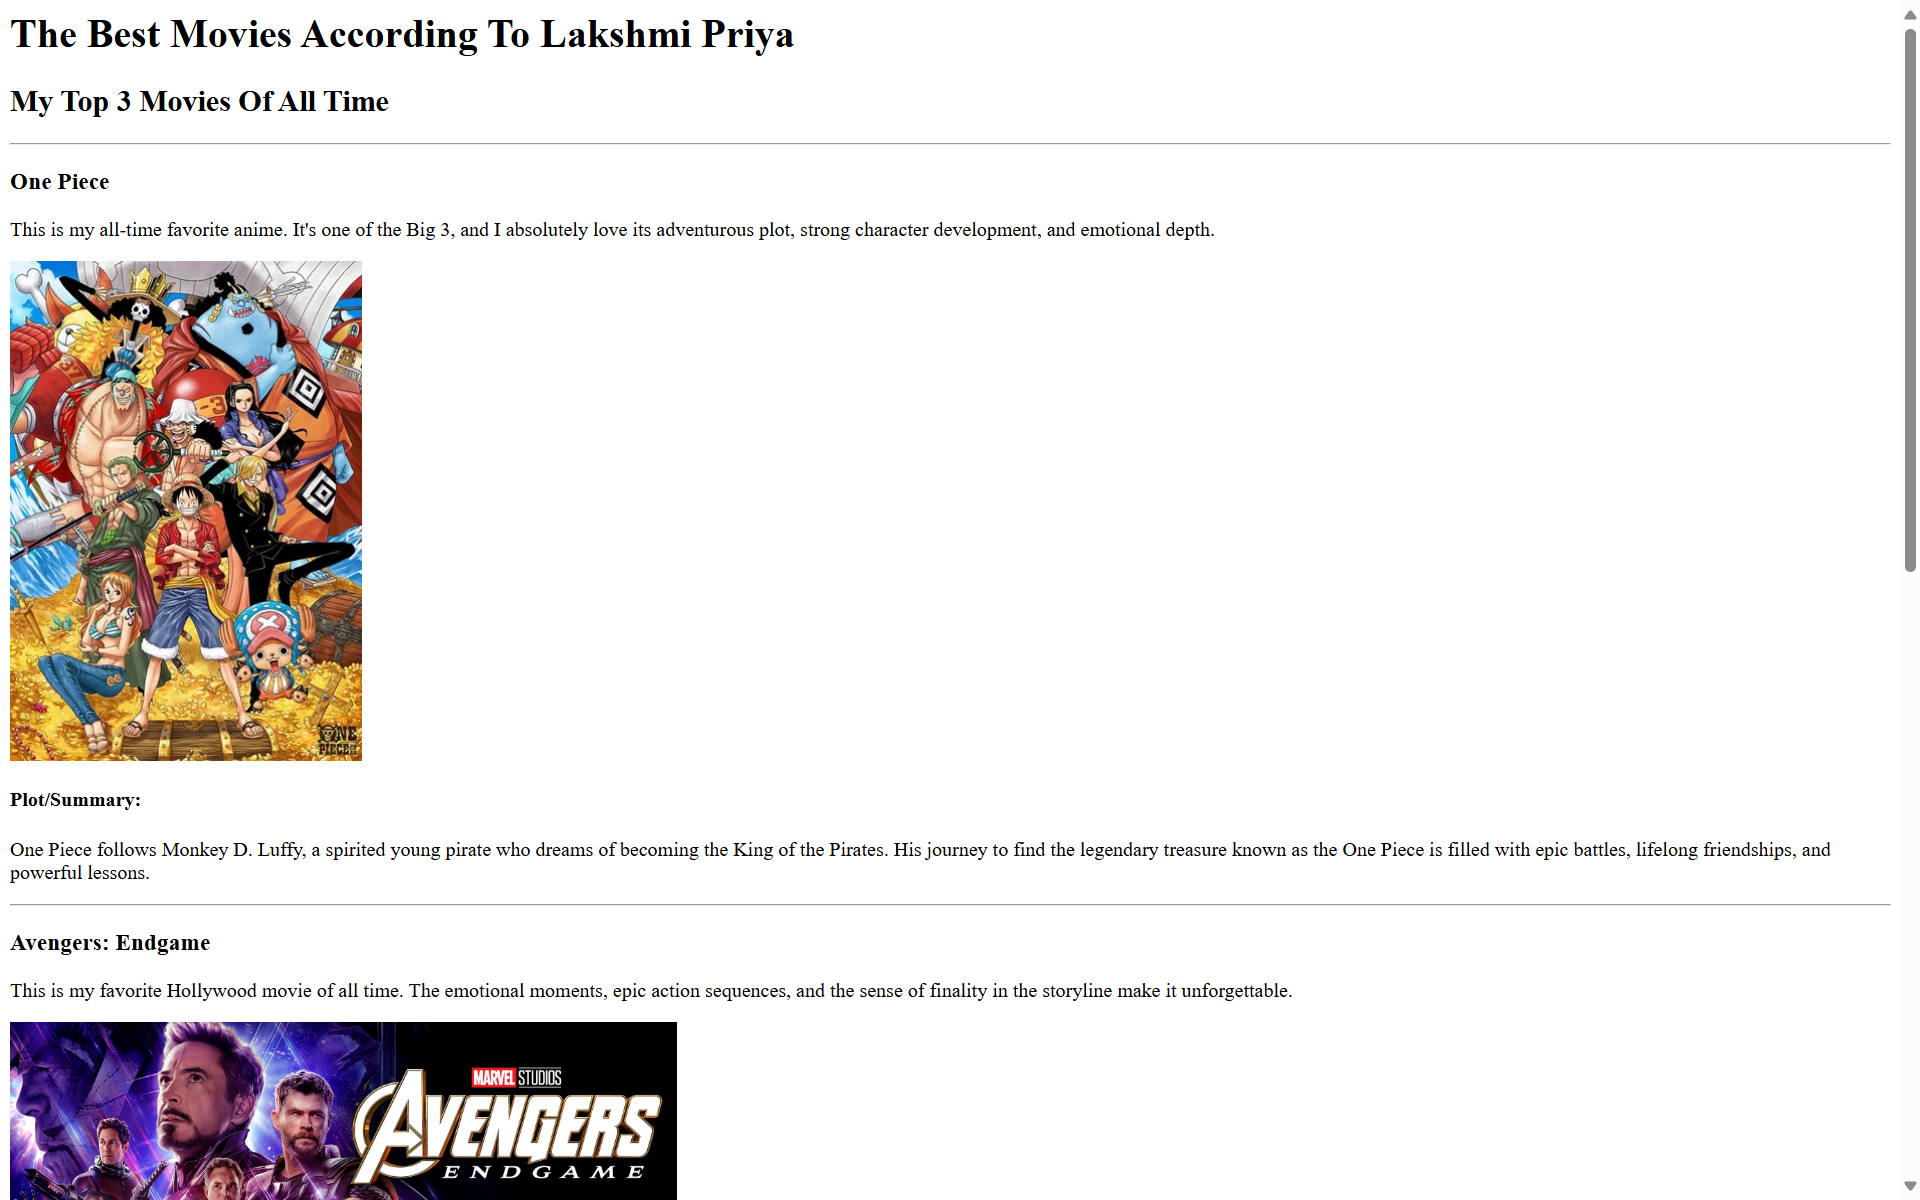 The Best Movies According To Lakshmi Priya
My Top 3 Movies Of All Time
One Piece
This is my all-time favorite anime. It's one of the Big 3, and I absolutely love its adventurous plot, strong character development, and emotional depth.
37
-3
ONE
PIECE
Plot/Summary:
One Piece follows Monkey D. Luffy, a spirited young pirate who dreams of becoming the King of the Pirates. His journey to find the legendary treasure known as the One Piece is filled with epic battles, lifelong friendships, and
powerful lessons.
Avengers: Endgame
This is my favorite Hollywood movie of all time. The emotional moments, epic action sequences, and the sense of finality in the storyline make it unforgettable.
MARVEL STUDIOS
AVENGERS
ENDGAME